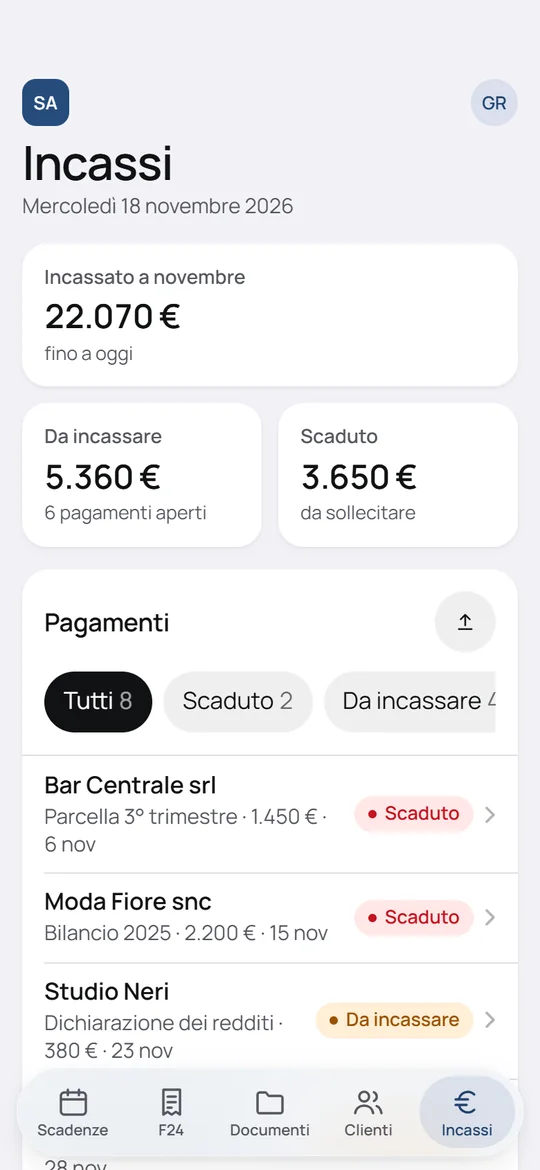 SA
GR
Incassi
Mercoledì 18 novembre 2026
Incassato a novembre
22.070 €
fino a oggi
Da incassare
5.360 €
6 pagamenti aperti
Scaduto
3.650 €
da sollecitare
Pagamenti
Tutti 8
Scaduto 2
Da incassare 4
Bar Centrale srl
Parcella 3° trimestre · 1.450 € ·
6 nov
Scaduto
Moda Fiore snc
Bilancio 2025 · 2.200 € · 15 nov
Scaduto
Studio Neri
Dichiarazione dei redditi ·
380 € · 23 nov
Da incassare
Scadenze
F24
Documenti
Clienti
Incassi
28 nov